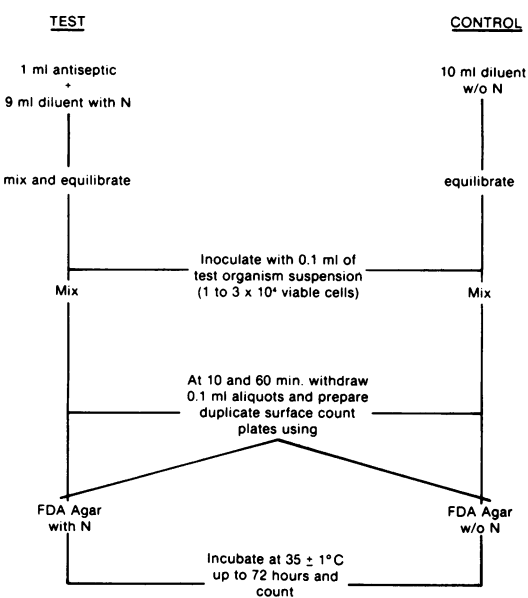 TEST
CONTROL
1 ml antiseptic
+
9 ml diluent with N
10 ml diluent
w/o N
mix and equilibrate
equilibrate
Inoculate with 0.1 ml of
test organism suspension
(1 to 3 x 10⁴ viable cells)
Mix
Mix
At 10 and 60 min. withdraw
0.1 ml aliquots and prepare
duplicate surface count
plates using
FDA Agar
with N
FDA Agar
w/o N
Incubate at 35 ± 1°C
up to 72 hours and
count